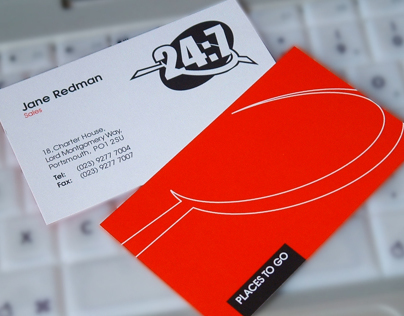 24:7
Jane Redman
Sales
18, Charter House,
Lord Montgomery Way,
Portsmouth, PO1 2SU
Tel: (023) 9277 7004
Fax: (023) 9277 7007
PLACES TO GO